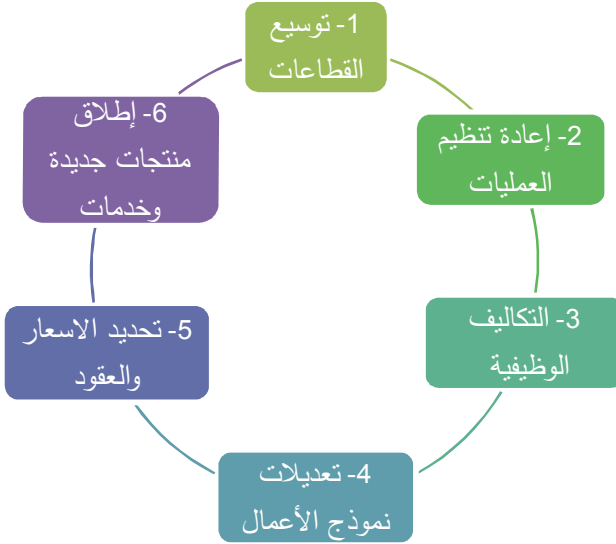 1- توسيع
القطاعات
2- إعادة تنظيم
العمليات
3- التكاليف
الوظيفية
4- تعديلات
نموذج الأعمال
5- تحديد الاسعار
والعقود
6- إطلاق
منتجات جديدة
وخدمات